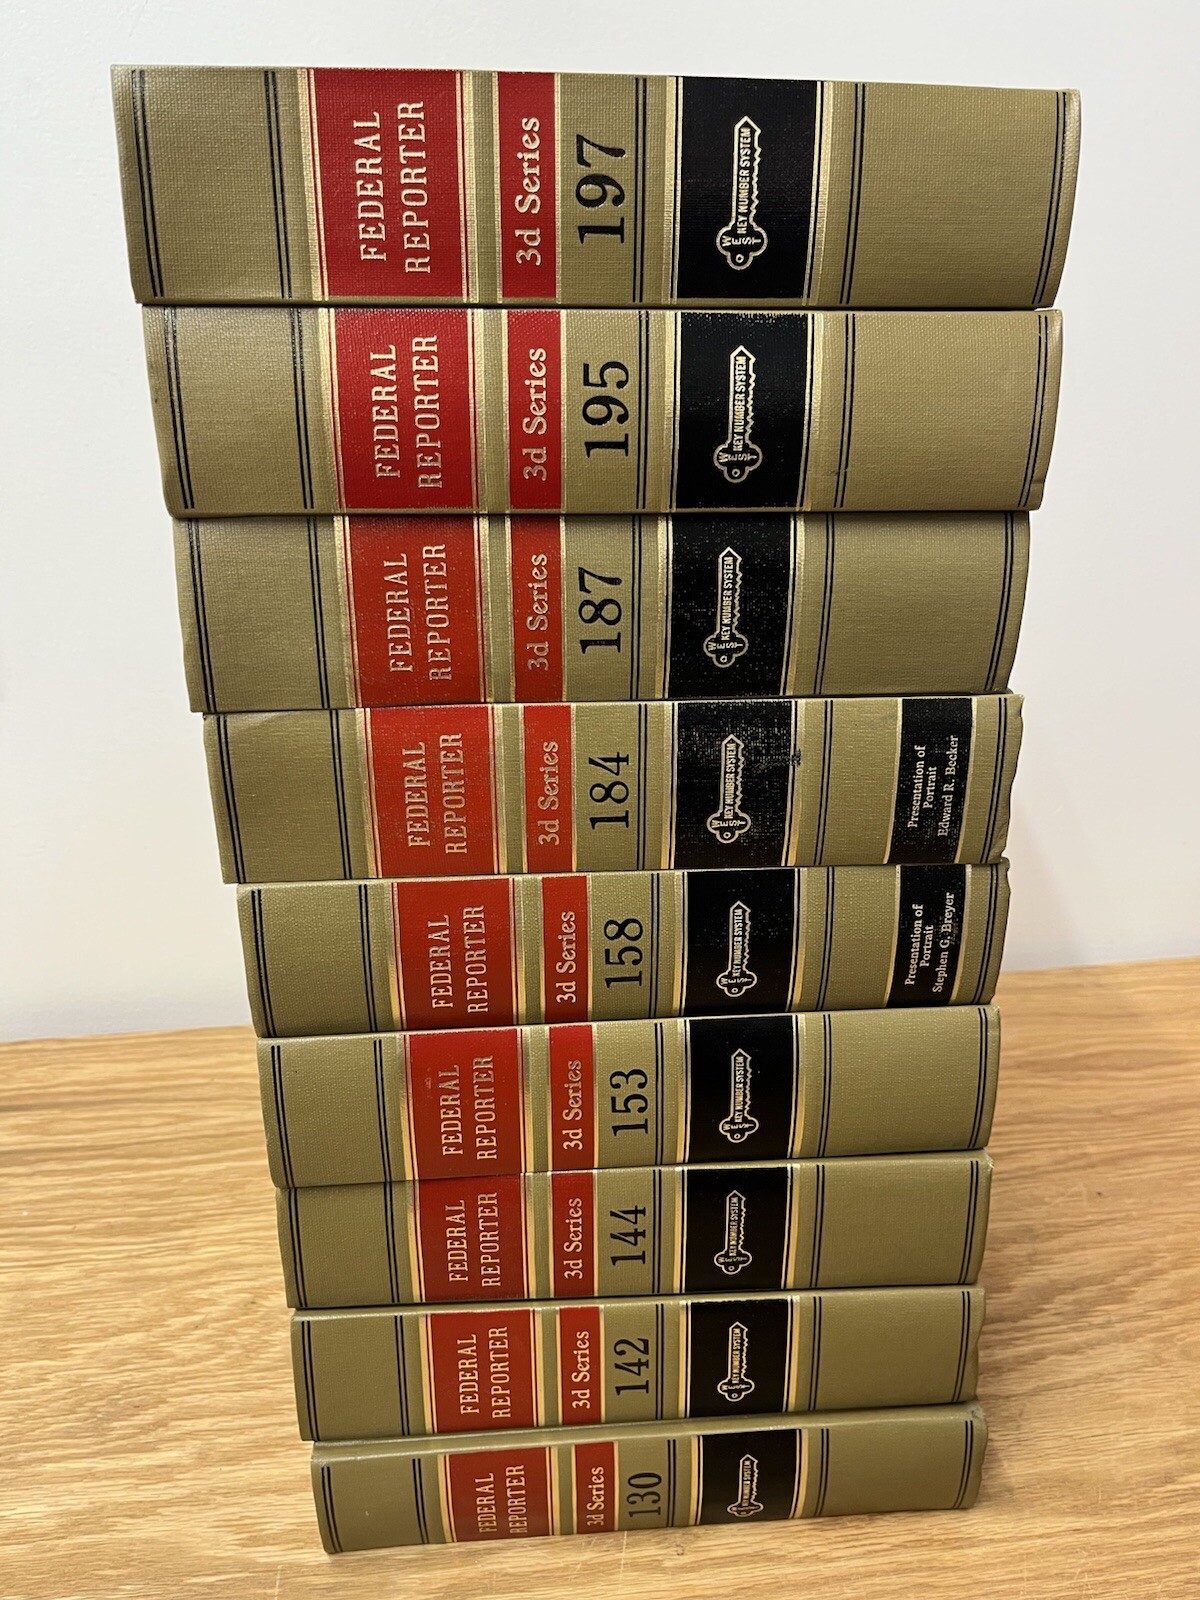 FEDERAL
REPORTER
3d Series
197
WEST
KEY NUMBER SYSTEM
FEDERAL
REPORTER
3d Series
195
WEST
KEY NUMBER SYSTEM
FEDERAL
REPORTER
3d Series
187
WEST
KEY NUMBER SYSTEM
FEDERAL
REPORTER
3d Series
184
WEST
KEY NUMBER SYSTEM
Presentation of
Portrait
Edward R. Becker
FEDERAL
REPORTER
3d Series
158
WEST
KEY NUMBER SYSTEM
Presentation of
Portrait
Stephen G. Breyer
FEDERAL
REPORTER
3d Series
153
WEST
KEY NUMBER SYSTEM
FEDERAL
REPORTER
3d Series
144
WEST
KEY NUMBER SYSTEM
FEDERAL
REPORTER
3d Series
142
WEST
KEY NUMBER SYSTEM
FEDERAL
REPORTER
3d Series
130
WEST
KEY NUMBER SYSTEM